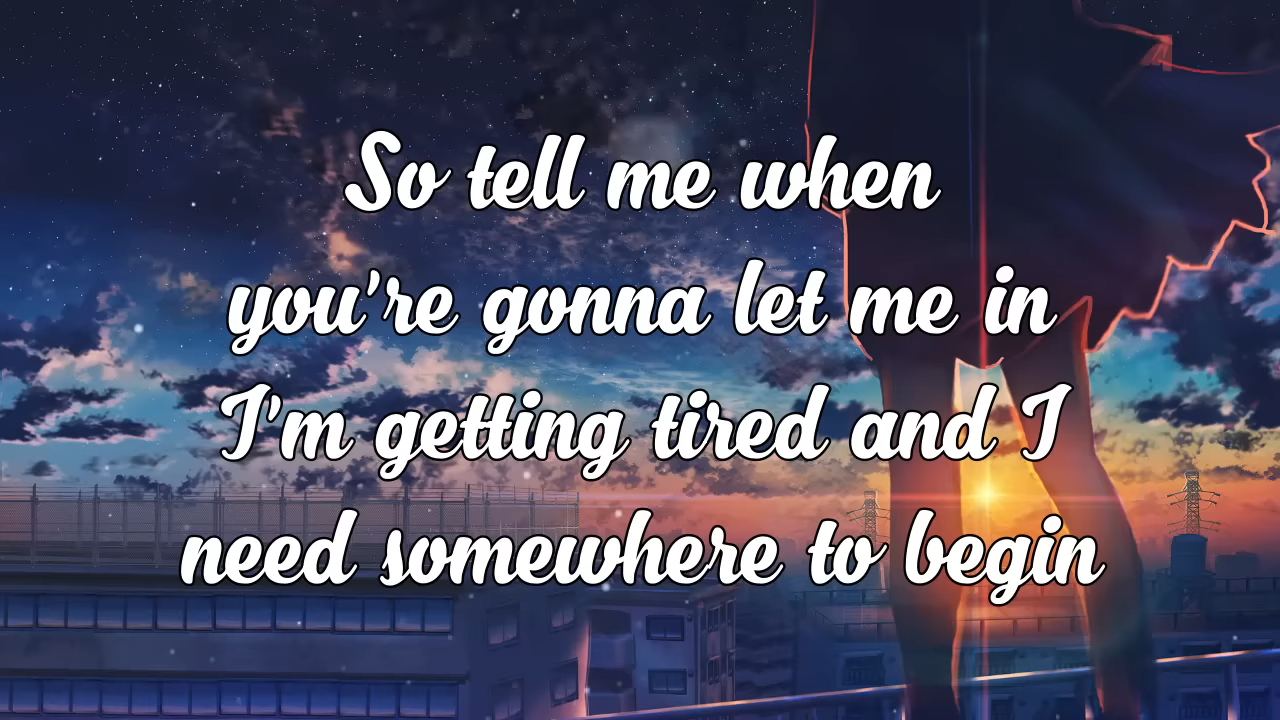 So tell me when
you're gonna let me in
I'm getting tired and I
need somewhere to begin